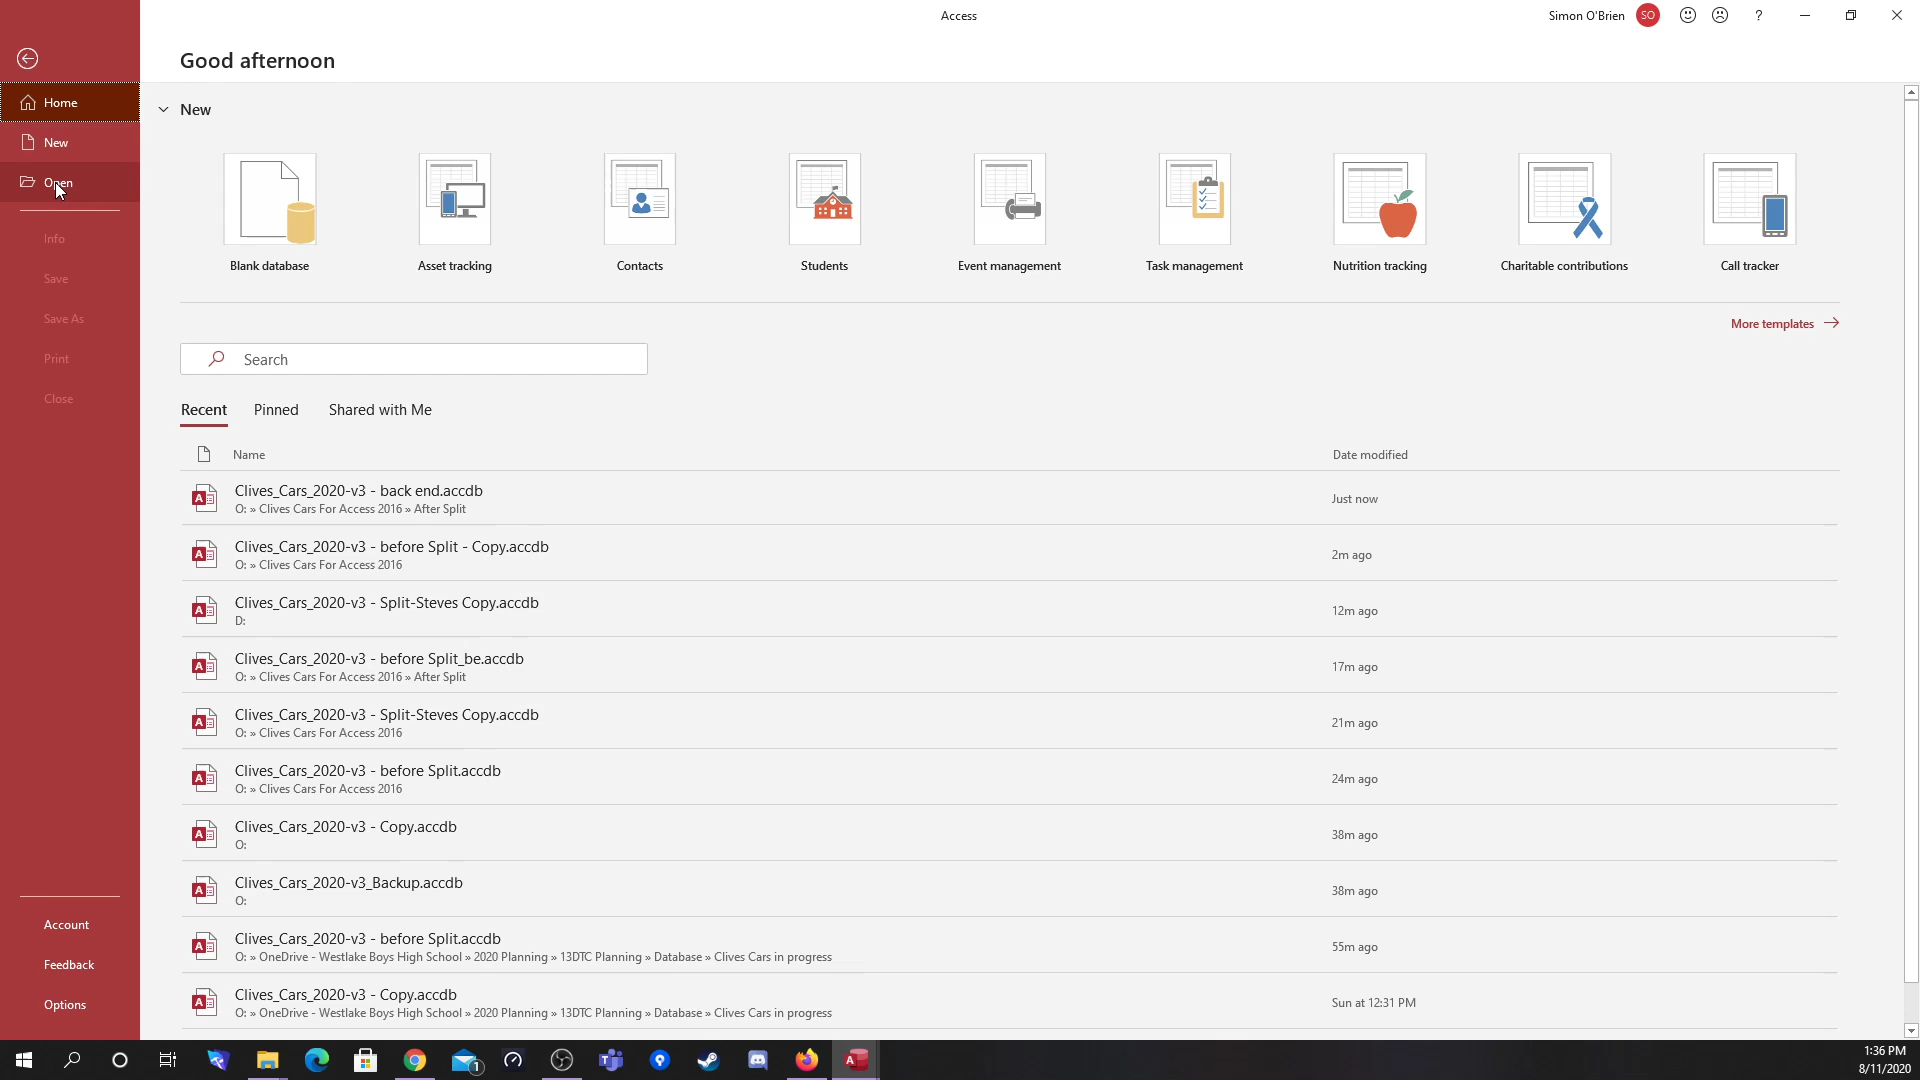 Access
Simon O'Brien SO ?
Good afternoon
Home
New
Open
Info
Save
Save As
Print
Close
Account
Feedback
Options
New
Blank database
Asset tracking
Contacts
Students
Event management
Task management
Nutrition tracking
Charitable contributions
Call tracker
More templates
Search
Recent Pinned Shared with Me
Name Date modified
Clives_Cars_2020-v3 - back end.accdb
O: » Clives Cars For Access 2016 » After Split
Just now
Clives_Cars_2020-v3 - before Split - Copy.accdb
O: » Clives Cars For Access 2016
2m ago
Clives_Cars_2020-v3 - Split-Steves Copy.accdb
D:
12m ago
Clives_Cars_2020-v3 - before Split_be.accdb
O: » Clives Cars For Access 2016 » After Split
17m ago
Clives_Cars_2020-v3 - Split-Steves Copy.accdb
O: » Clives Cars For Access 2016
21m ago
Clives_Cars_2020-v3 - before Split.accdb
O: » Clives Cars For Access 2016
24m ago
Clives_Cars_2020-v3 - Copy.accdb
O:
38m ago
Clives_Cars_2020-v3_Backup.accdb
O:
38m ago
Clives_Cars_2020-v3 - before Split.accdb
O: » OneDrive - Westlake Boys High School » 2020 Planning » 13DTC Planning » Database » Clives Cars in progress
55m ago
Clives_Cars_2020-v3 - Copy.accdb
O: » OneDrive - Westlake Boys High School » 2020 Planning » 13DTC Planning » Database » Clives Cars in progress
Sun at 12:31 PM
1
1:36 PM
8/11/2020